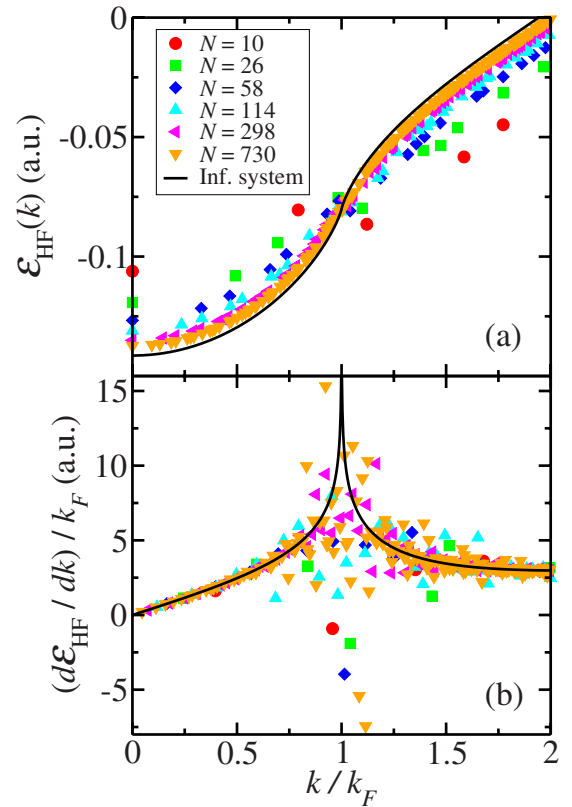 0
-0.05
-0.1
ℰHF(k) (a.u.)
N = 10
N = 26
N = 58
N = 114
N = 298
N = 730
Inf. system
(a)
15
10
5
0
-5
(dℰHF / dk) / kF (a.u.)
(b)
0 0.5 1 1.5 2
k / kF